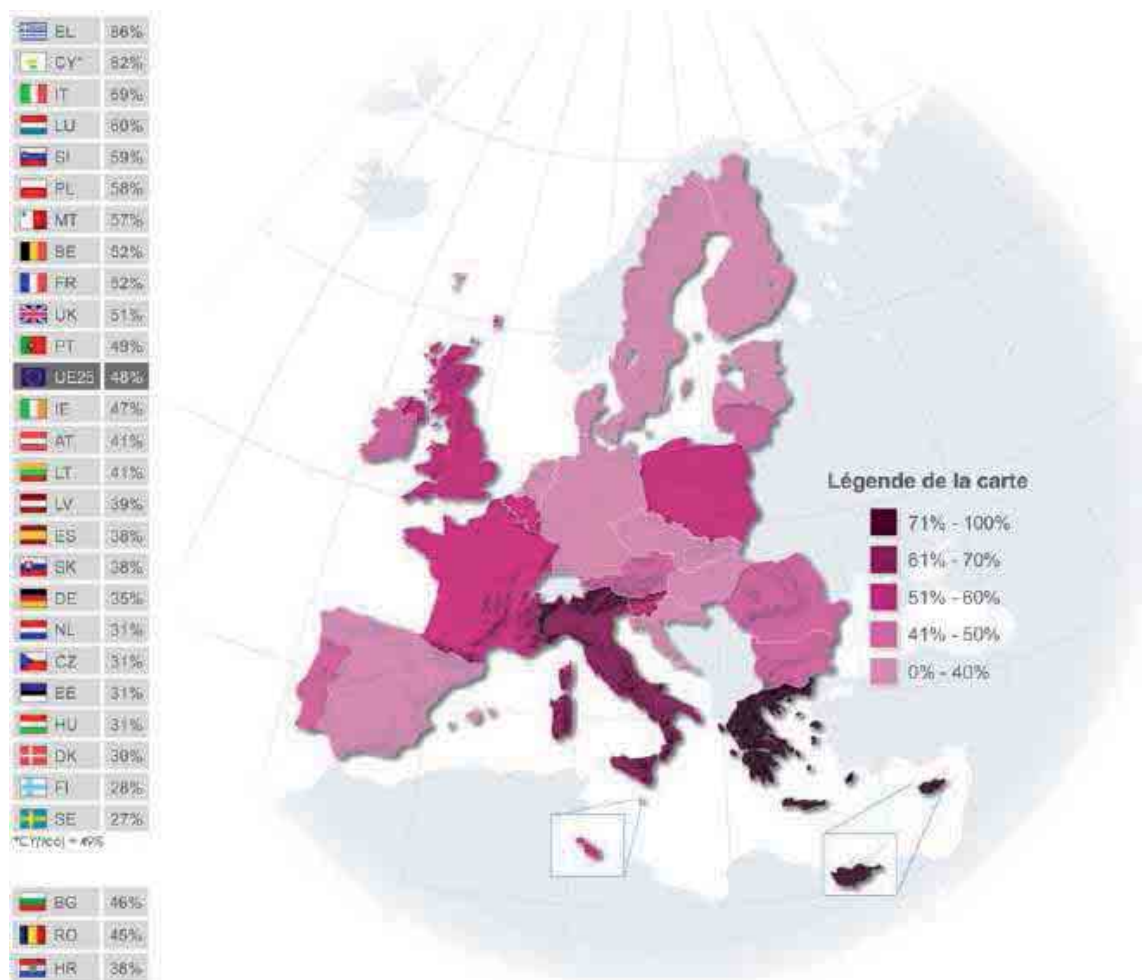 EL 86%
CY* 82%
IT 69%
LU 60%
SI 59%
PL 58%
MT 57%
BE 52%
FR 52%
UK 51%
PT 49%
UE25 48%
IE 47%
AT 41%
LT 41%
LV 39%
ES 38%
SK 38%
DE 35%
NL 31%
CZ 31%
EE 31%
HU 31%
DK 30%
FI 28%
SE 27%
*CY(tcc) = 49%
BG 46%
RO 45%
HR 38%
Légende de la carte
71% - 100%
61% - 70%
51% - 60%
41% - 50%
0% - 40%